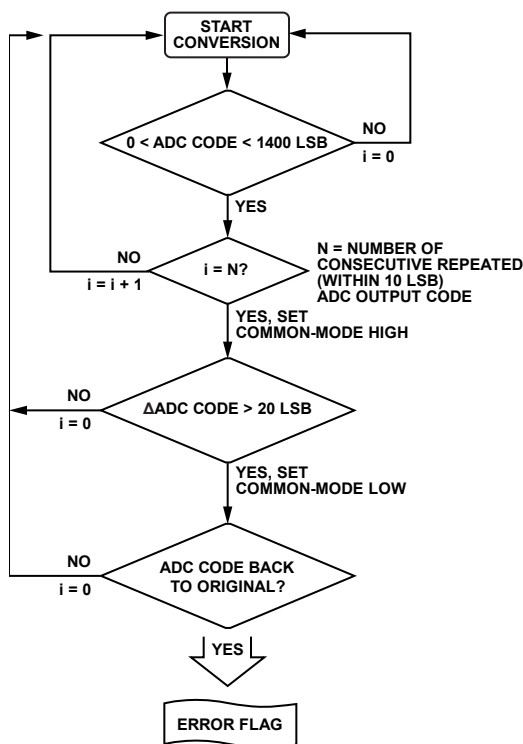 START
CONVERSION
0 < ADC CODE < 1400 LSB
NO
i = 0
YES
i = N?
NO
i = i + 1
N = NUMBER OF
CONSECUTIVE REPEATED
(WITHIN 10 LSB)
ADC OUTPUT CODE
YES, SET
COMMON-MODE HIGH
ΔADC CODE > 20 LSB
NO
i = 0
YES, SET
COMMON-MODE LOW
ADC CODE BACK
TO ORIGINAL?
NO
i = 0
YES
ERROR FLAG